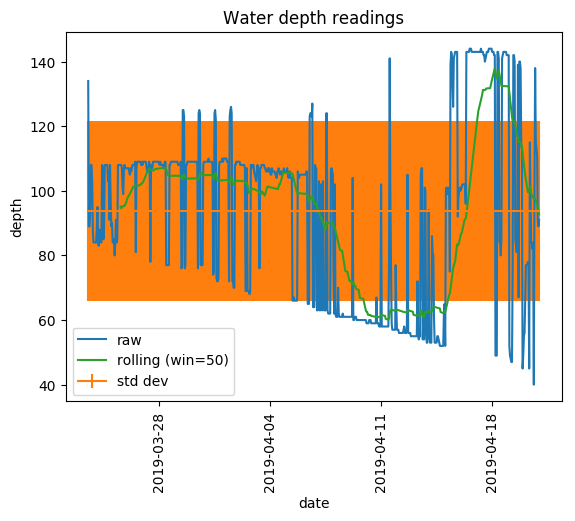 Water depth readings
depth
140
120
100
80
60
40
raw
rolling (win=50)
std dev
2019-03-28
2019-04-04
2019-04-11
2019-04-18
date